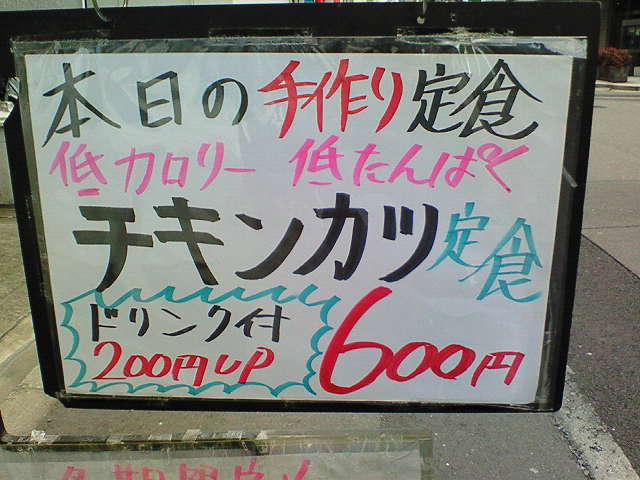 本日の手作り定食
低カロリー 低たんぱく
チキンカツ定食
ドリンク付
200円UP
600円